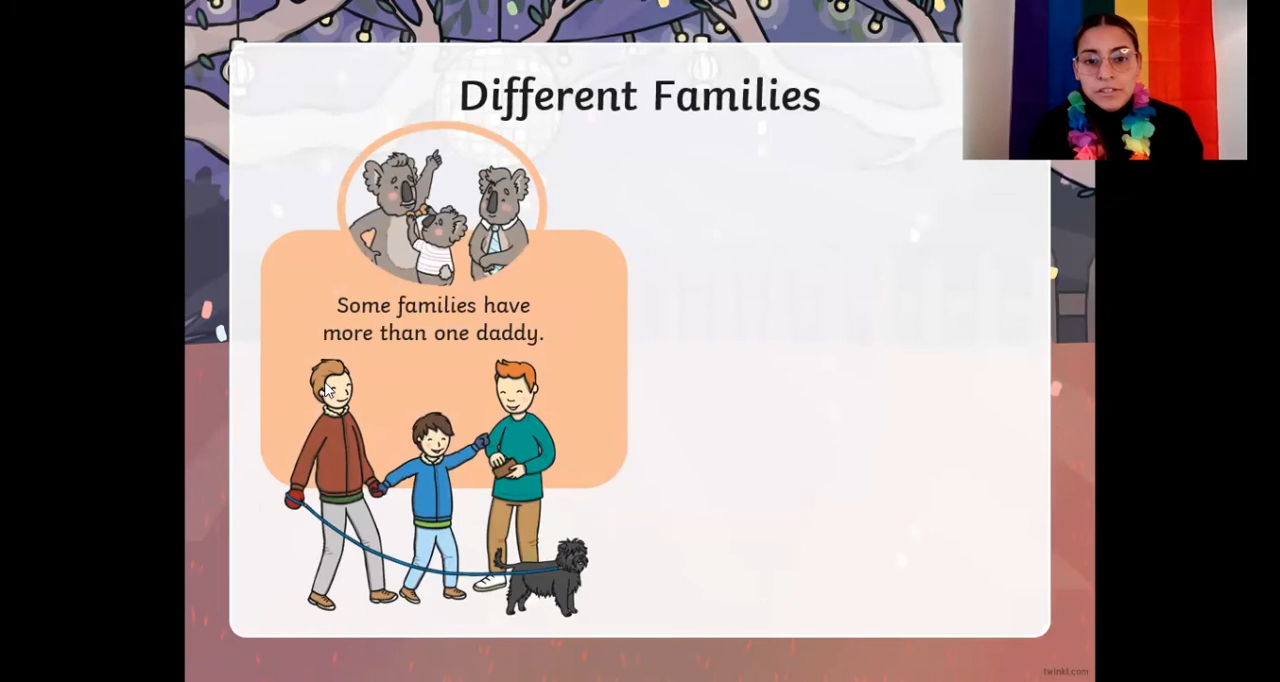 Different Families
Some families have
more than one daddy.
twinkl.com